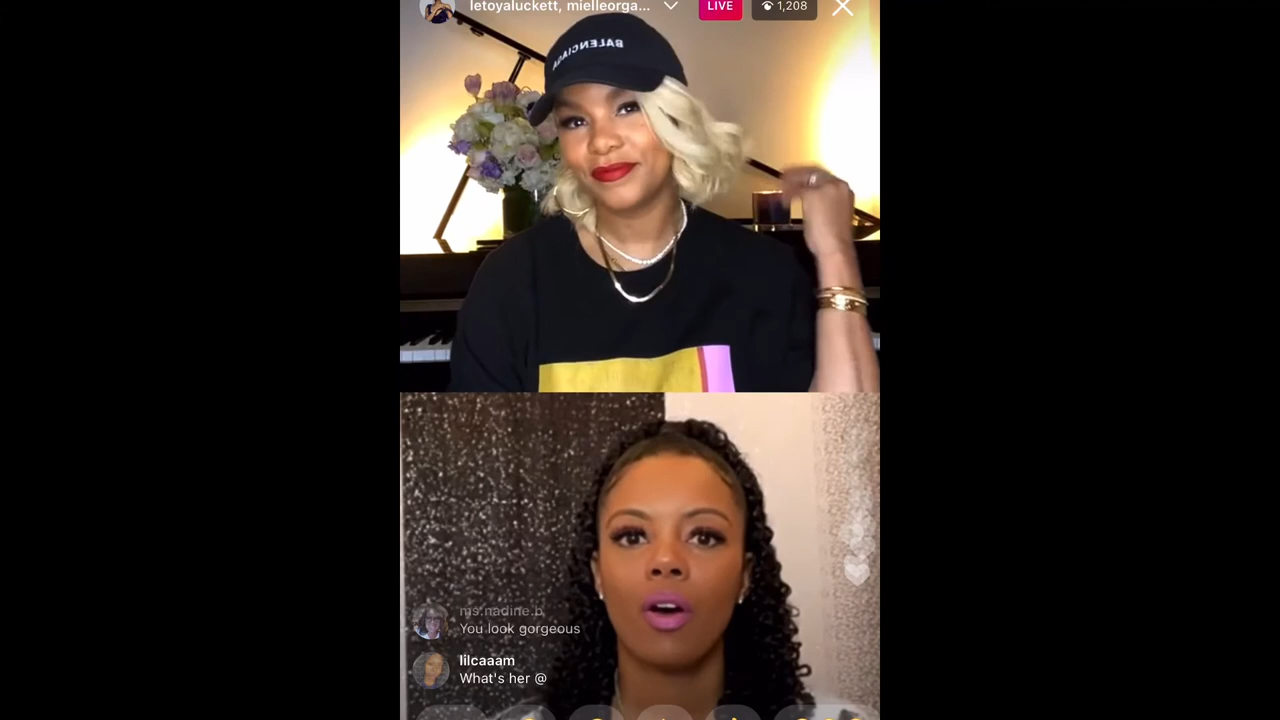 letoyaluckett, mielleorga...
LIVE
1,208
BALENCIAGA
ms.nadine.b
You look gorgeous
lilcaaam
What's her @